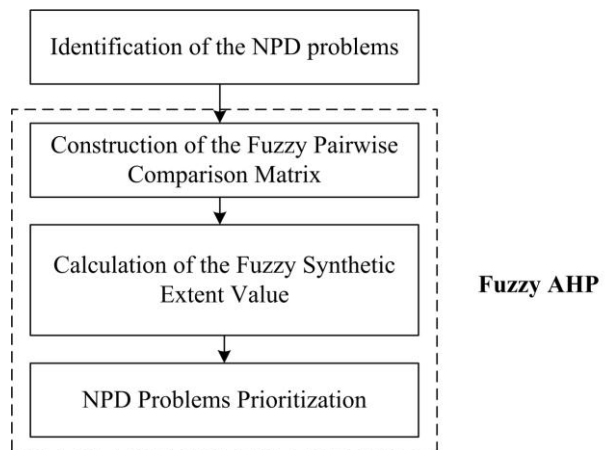 Identification of the NPD problems
Construction of the Fuzzy Pairwise
Comparison Matrix
Calculation of the Fuzzy Synthetic
Extent Value
Fuzzy AHP
NPD Problems Prioritization